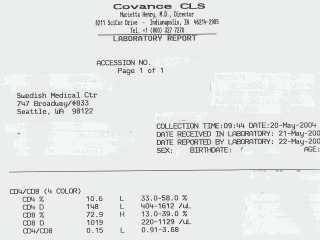 Covance CLS
Marietta Henry, M.D., Director
8211 SciCor Drive - Indianapolis, IN 46214-2985
Tel. +1 (800) 327 7270
LABORATORY REPORT
ACCESSION NO.
Page 1 of 1
Swedish Medical Ctr
747 Broadway/#833
Seattle, WA 98122
COLLECTION TIME:09:44 DATE:20-May-2004
DATE RECEIVED IN LABORATORY: 21-May-200
DATE REPORTED BY LABORATORY: 22-May-200
SEX: BIRTHDATE: / AGE:
CD4/CD8 (4 COLOR)
CD4 % 10.6 L 33.0-58.0 %
CD4 D 148 L 404-1612 /uL
CD8 % 72.9 H 13.0-39.0 %
CD8 D 1019 220-1129 /uL
CD4/CD8 0.15 L 0.91-3.68